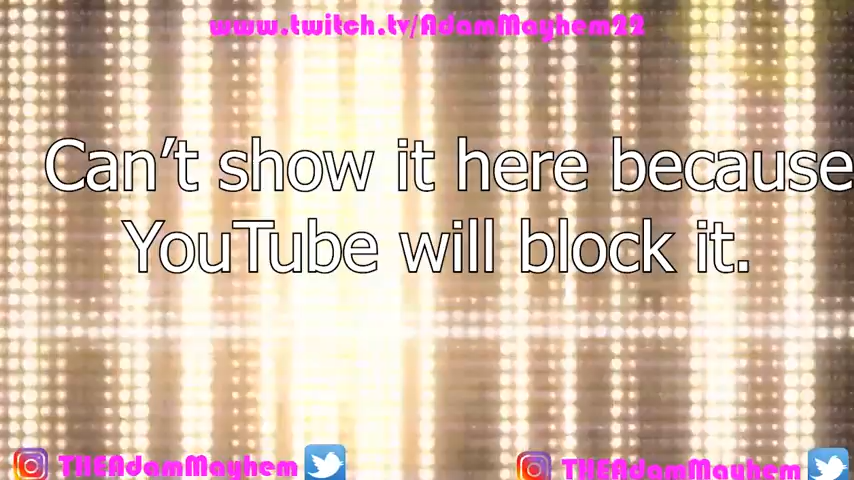 www.twitch.tv/AdamMayhem22
Can't show it here because
YouTube will block it.
THEAdamMayhem
THEAdamMayhem